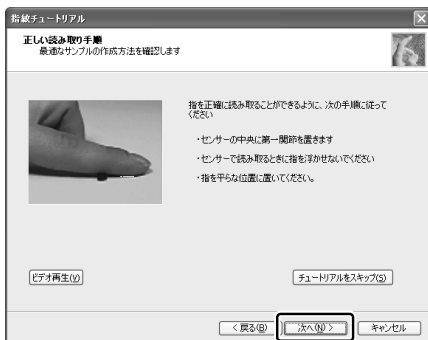 指紋チュートリアル
正しい読み取り手順
最適なサンプルの作成方法を確認します
指を正確に読み取ることができるように、次の手順に従って
ください
・センサーの中央に第一関節を置きます
・センサーで読み取るときに指を浮かせないでください
・指を平らな位置に置いてください。
ビデオ再生(V)
チュートリアルをスキップ(S)
< 戻る(B)
次へ(N) >
キャンセル